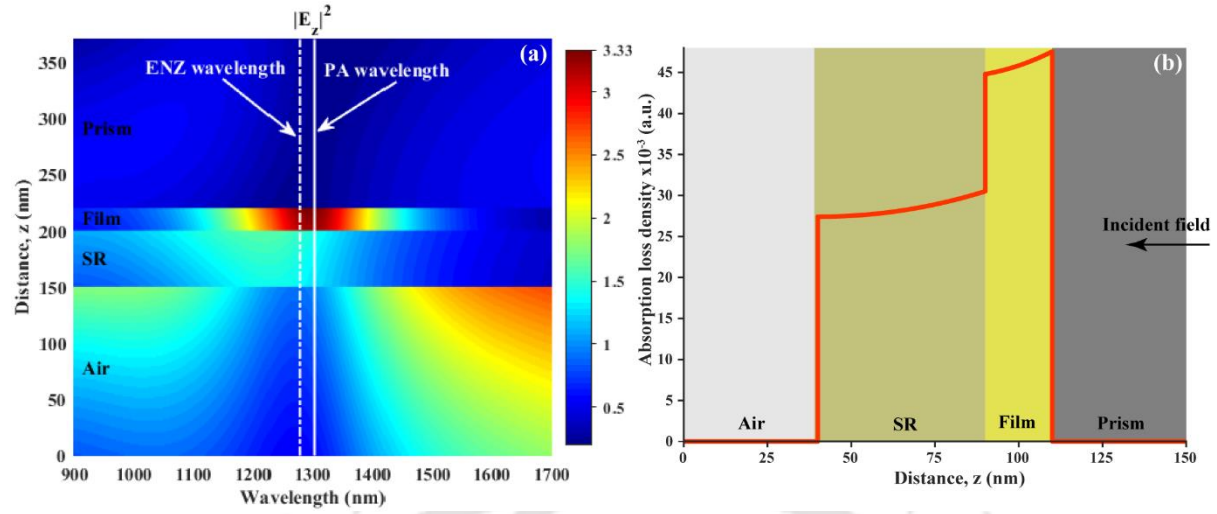 |E_z|^2
(a)
ENZ wavelength
PA wavelength
Prism
Film
SR
Air
Distance, z (nm)
350
300
250
200
150
100
50
0
900 1000 1100 1200 1300 1400 1500 1600 1700
Wavelength (nm)
3.33
3
2.5
2
1.5
1
0.5
(b)
Absorption loss density x10^-3 (a.u.)
45
40
35
30
25
20
15
10
5
0
Incident field
Air SR Film Prism
0 25 50 75 100 125 150
Distance, z (nm)